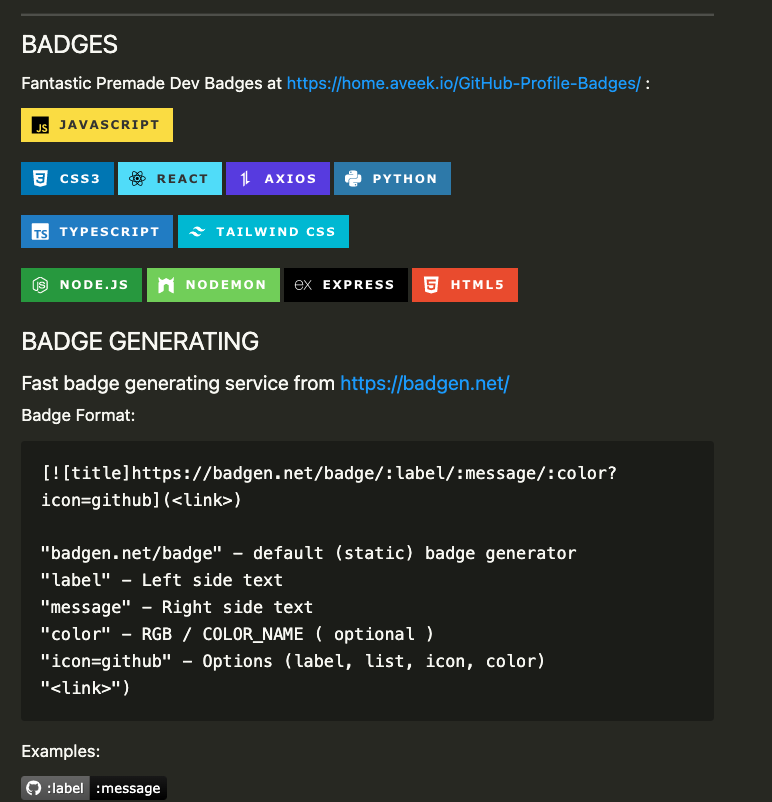 BADGES
Fantastic Premade Dev Badges at https://home.aveek.io/GitHub-Profile-Badges/ :
JS JAVASCRIPT
CSS3 REACT AXIOS PYTHON
TS TYPESCRIPT TAILWIND CSS
JS NODE.JS NODEMON ex EXPRESS HTML5
BADGE GENERATING
Fast badge generating service from https://badgen.net/
Badge Format:
[![title]https://badgen.net/badge/:label/:message/:color?
icon=github](<link>)
"badgen.net/badge" - default (static) badge generator
"label" - Left side text
"message" - Right side text
"color" - RGB / COLOR_NAME ( optional )
"icon=github" - Options (label, list, icon, color)
"<link>")
Examples:
:label :message